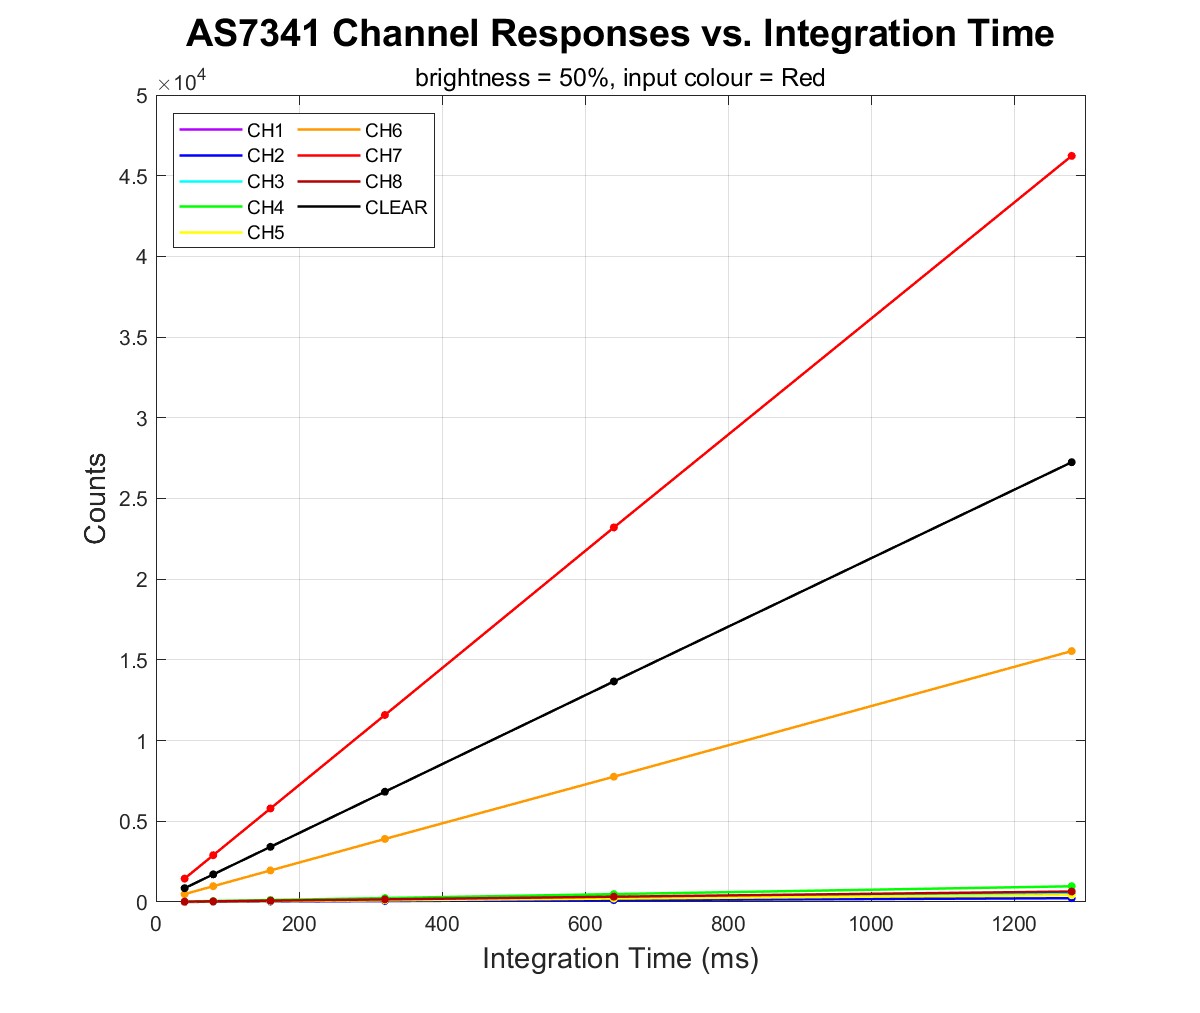 AS7341 Channel Responses vs. Integration Time
brightness = 50%, input colour = Red
×10⁴
5
4.5
4
3.5
3
2.5
2
1.5
1
0.5
0
Counts
CH1 CH6
CH2 CH7
CH3 CH8
CH4 CLEAR
CH5
0 200 400 600 800 1000 1200
Integration Time (ms)